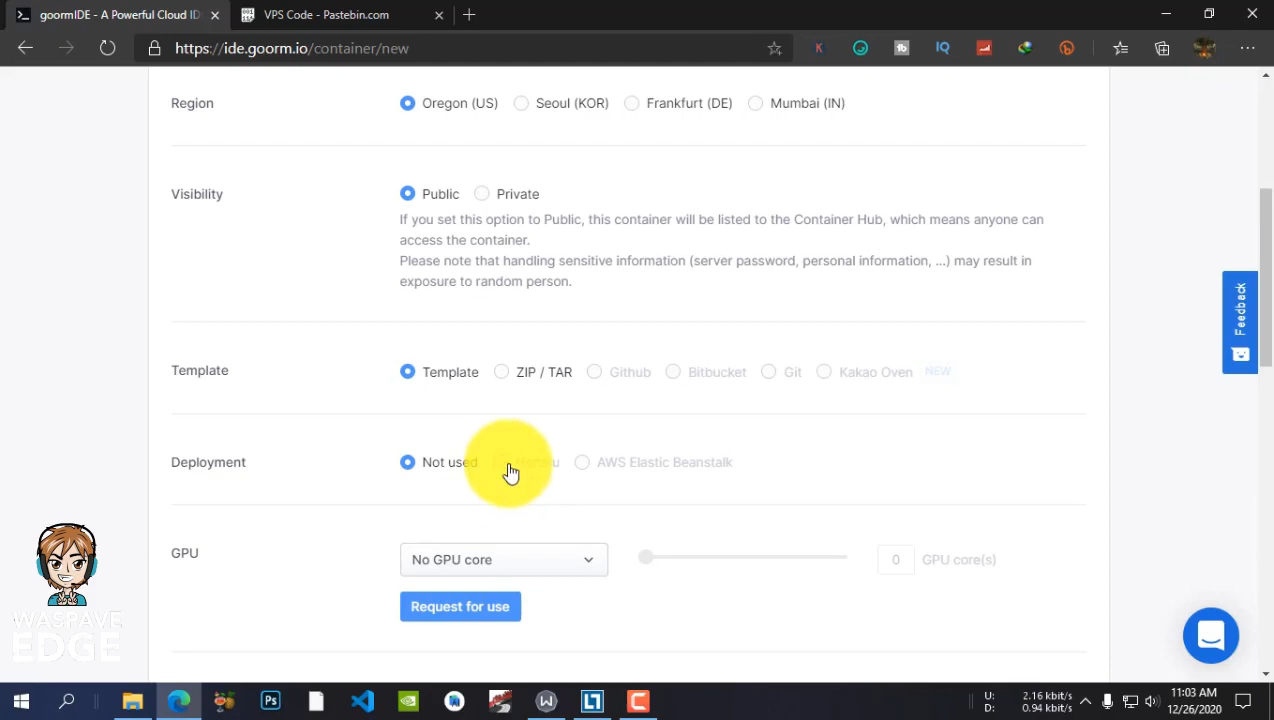 goormIDE - A Powerful Cloud ID
VPS Code - Pastebin.com
https://ide.goorm.io/container/new
Region
Oregon (US)
Seoul (KOR)
Frankfurt (DE)
Mumbai (IN)
Visibility
Public
Private
If you set this option to Public, this container will be listed to the Container Hub, which means anyone can
access the container.
Please note that handling sensitive information (server password, personal information, ...) may result in
exposure to random person.
Feedback
Template
Template
ZIP / TAR
Github
Bitbucket
Git
Kakao Oven
NEW
Deployment
Not used
AWS Elastic Beanstalk
GPU
No GPU core
0
GPU core(s)
Request for use
WASPAVE
EDGE
U: 2.16 kbit/s
D: 0.94 kbit/s
11:03 AM
12/26/2020